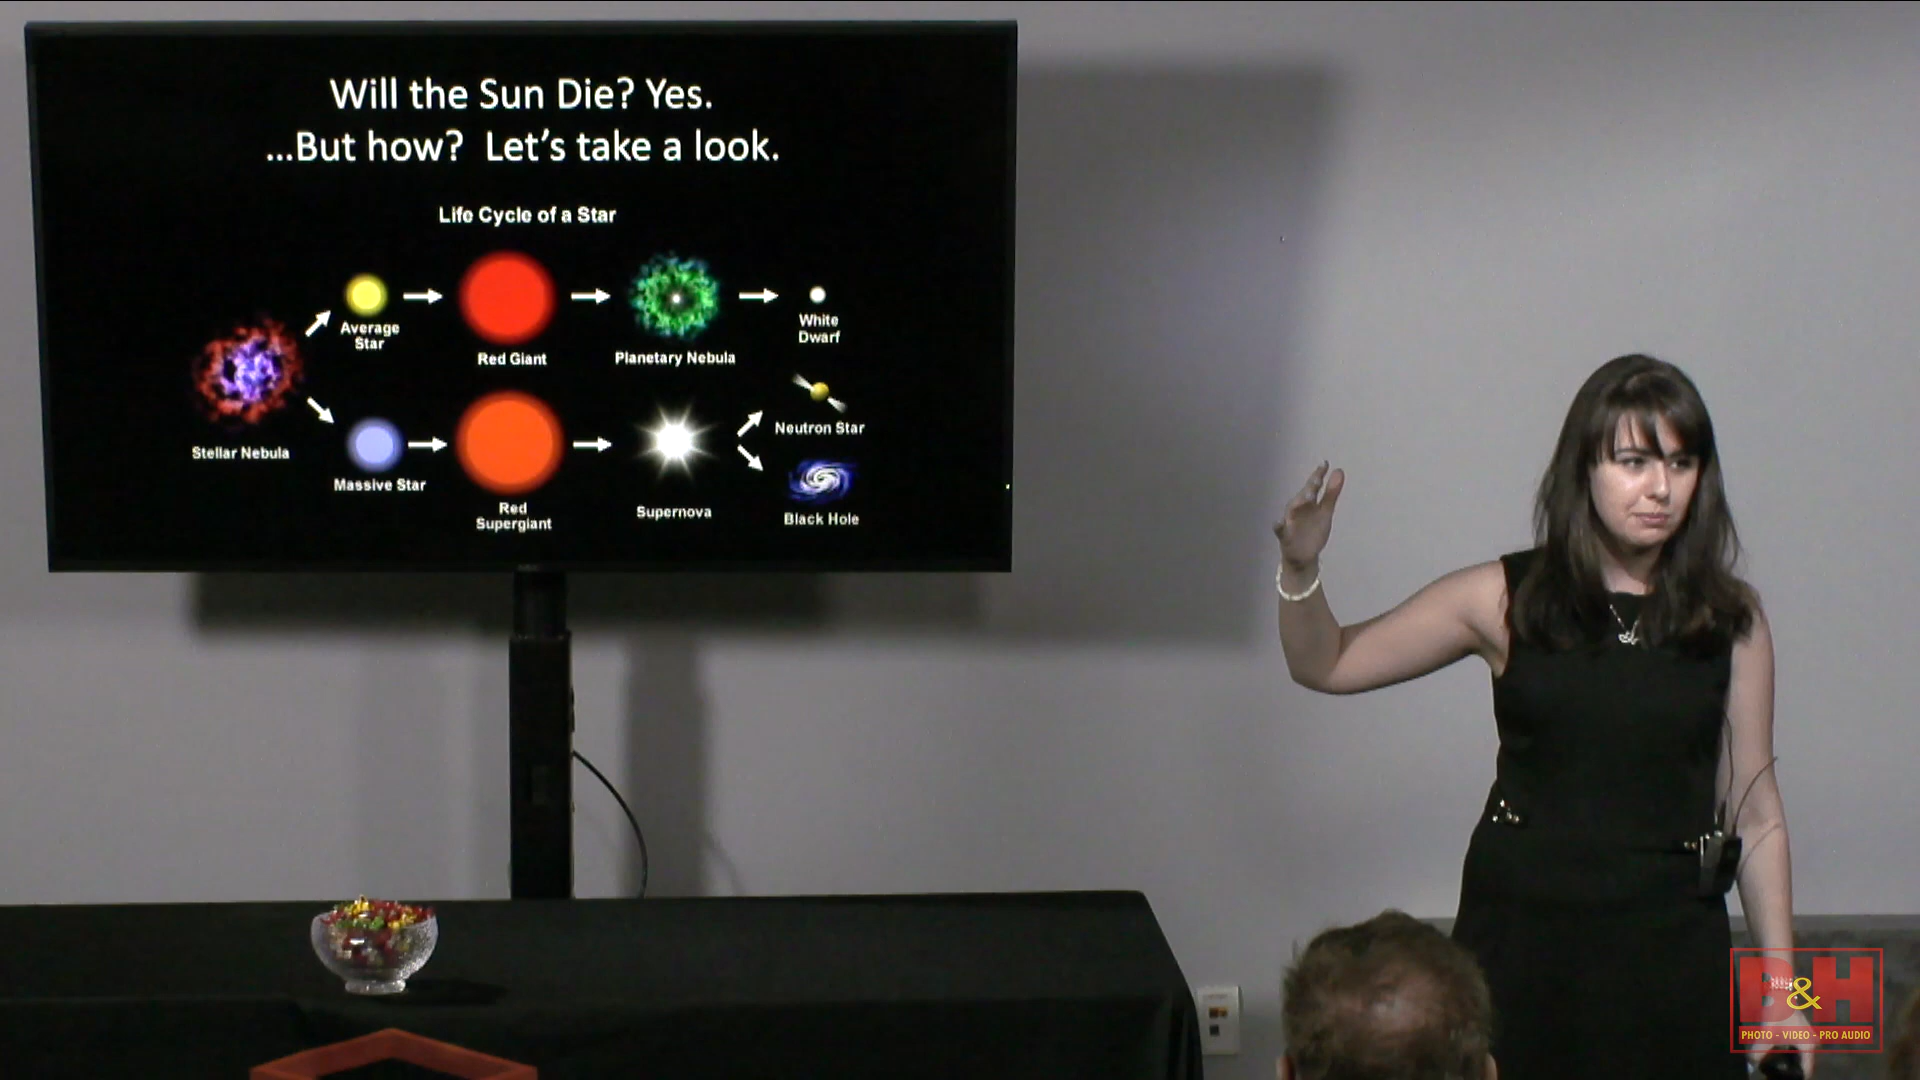 Will the Sun Die? Yes.
...But how? Let's take a look.
Life Cycle of a Star
Average
Star
Red Giant
Planetary Nebula
White
Dwarf
Stellar Nebula
Massive Star
Red
Supergiant
Supernova
Neutron Star
Black Hole
B&H
PHOTO - VIDEO - PRO AUDIO